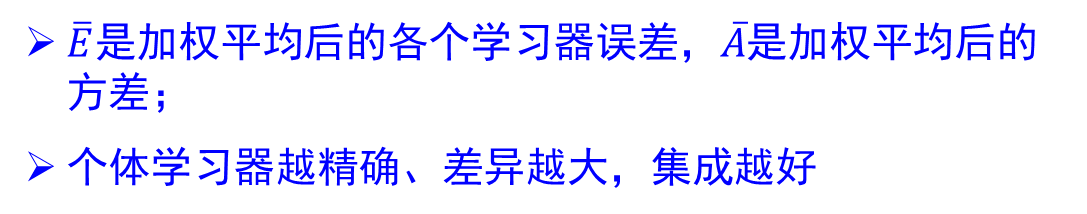 ➢ E̅是加权平均后的各个学习器误差，A̅是加权平均后的
方差；
➢ 个体学习器越精确、差异越大，集成越好